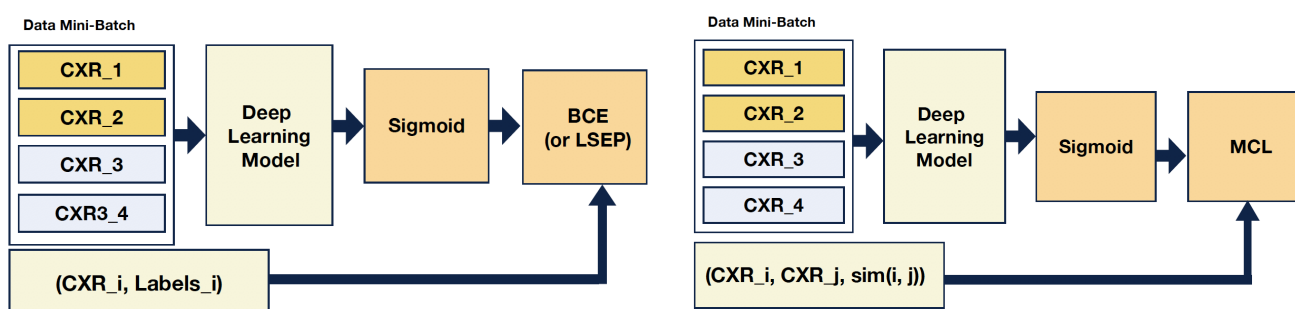 Data Mini-Batch
CXR_1
CXR_2
CXR_3
CXR3_4
Deep
Learning
Model
Sigmoid
BCE
(or LSEP)
(CXR_i, Labels_i)
Data Mini-Batch
CXR_1
CXR_2
CXR_3
CXR_4
Deep
Learning
Model
Sigmoid
MCL
(CXR_i, CXR_j, sim(i, j))